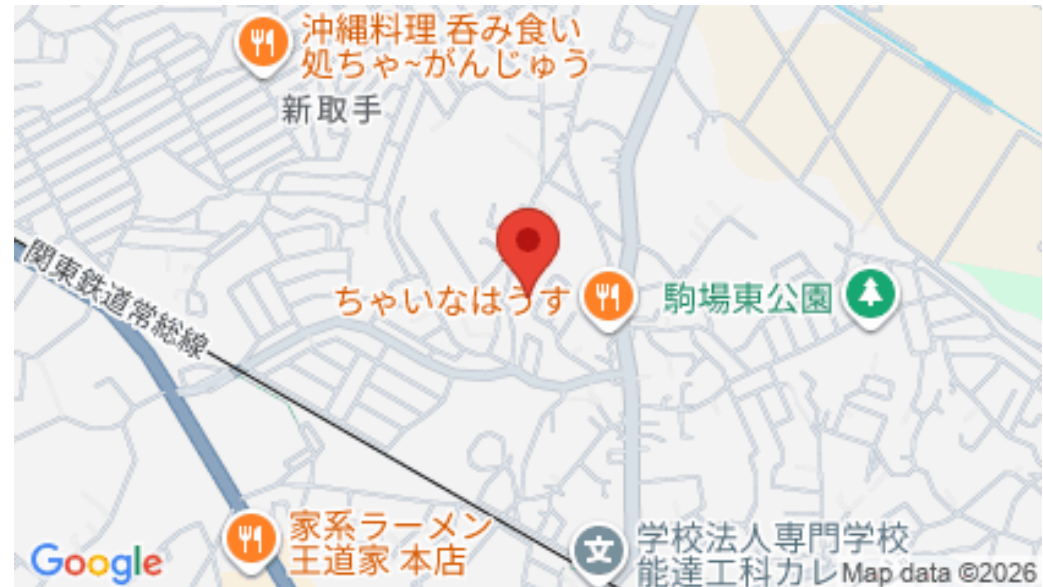 沖縄料理 呑み食い
処ちゃ~がんじゅう
新取手
関東鉄道常総線
ちゃいなはうす
駒場東公園
家系ラーメン
王道家 本店
学校法人専門学校
能達工科カレ
Google
Map data ©2026